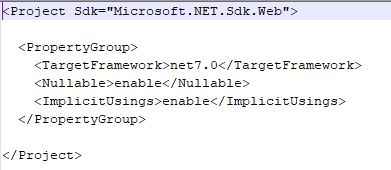 <Project Sdk="Microsoft.NET.Sdk.Web">
<PropertyGroup>
<TargetFramework>net7.0</TargetFramework>
<Nullable>enable</Nullable>
<ImplicitUsings>enable</ImplicitUsings>
</PropertyGroup>
</Project>